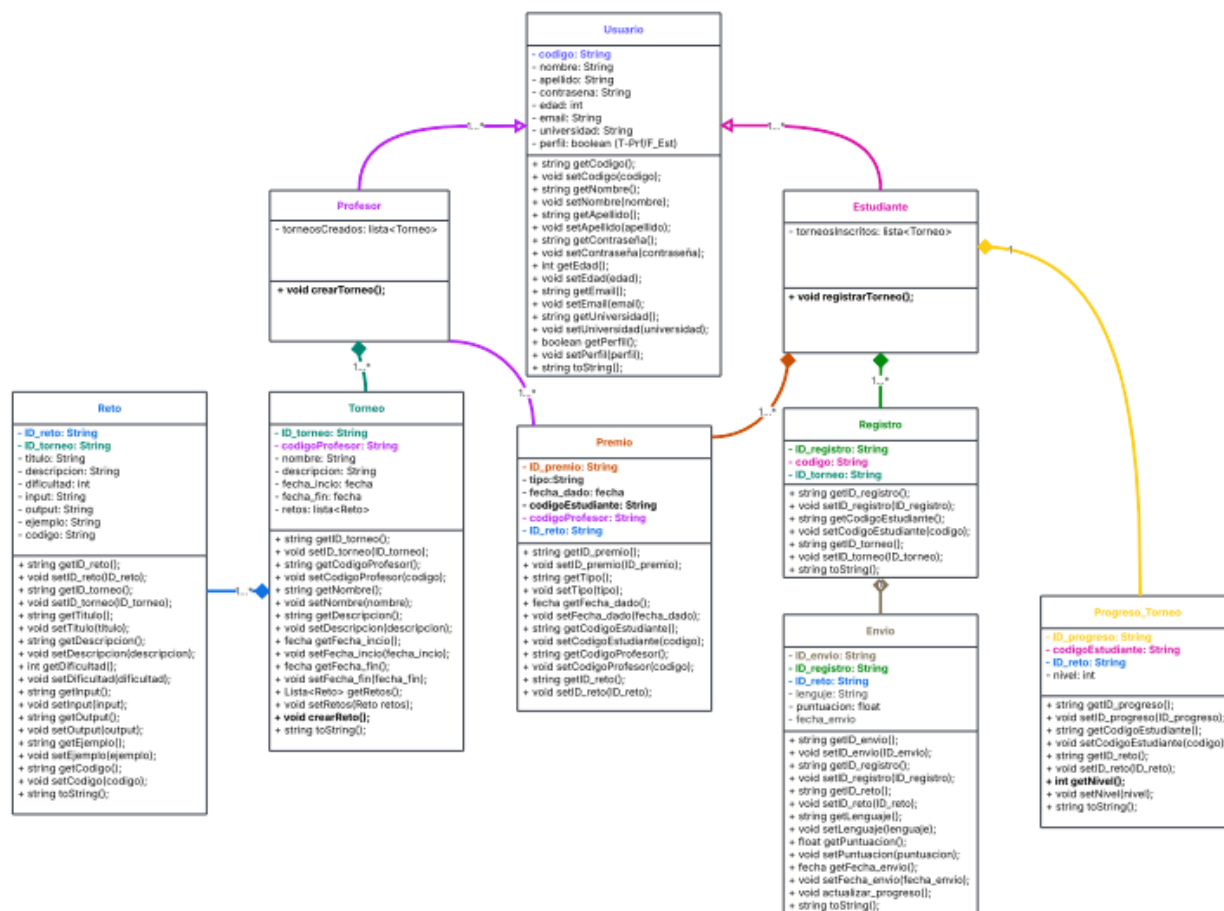 Usuario
- codigo: String
- nombre: String
- apellido: String
- contrasena: String
- edad: int
- email: String
- universidad: String
- perfil: boolean (T-Prf/F_Est)
+ string getCodigo();
+ void setCodigo(codigo);
+ string getNombre();
+ void setNombre(nombre);
+ string getApellido();
+ void setApellido(apellido);
+ string getContraseña();
+ void setContraseña(contraseña);
+ int getEdad();
+ void setEdad(edad);
+ string getEmail();
+ void setEmail(email);
+ string getUniversidad();
+ void setUniversidad(universidad);
+ boolean getPerfil();
+ void setPerfil(perfil);
+ string toString();
1...*
1...*
Profesor
- torneosCreados: lista<Torneo>
+ void crearTorneo();
Estudiante
- torneosInscritos: lista<Torneo>
+ void registrarTorneo();
1
1...*
1...*
1...*
1...*
Reto
- ID_reto: String
- ID_torneo: String
- titulo: String
- descripcion: String
- dificultad: int
- input: String
- output: String
- ejemplo: String
- codigo: String
+ string getID_reto();
+ void setID_reto(ID_reto);
+ string getID_torneo();
+ void setID_torneo(ID_torneo);
+ string getTitulo();
+ void setTitulo(titulo);
+ string getDescripcion();
+ void setDescripcion(descripcion);
+ int getDificultad();
+ void setDificultad(dificultad);
+ string getInput();
+ void setInput(input);
+ string getOutput();
+ void setOutput(output);
+ string getEjemplo();
+ void setEjemplo(ejemplo);
+ string getCodigo();
+ void setCodigo(codigo);
+ string toString();
1...*
Torneo
- ID_torneo: String
- codigoProfesor: String
- nombre: String
- descripcion: String
- fecha_incio: fecha
- fecha_fin: fecha
- retos: lista<Reto>
+ string getID_torneo();
+ void setID_torneo(ID_torneo);
+ string getCodigoProfesor();
+ void setCodigoProfesor(codigo);
+ string getNombre();
+ void setNombre(nombre);
+ string getDescripcion();
+ void setDescripcion(descripcion);
+ fecha getFecha_incio();
+ void setFecha_incio(fecha_incio);
+ fecha getFecha_fin();
+ void setFecha_fin(fecha_fin);
+ Lista<Reto> getRetos();
+ void setRetos(Reto retos);
+ void crearReto();
+ string toString();
Premio
- ID_premio: String
- tipo:String
- fecha_dado: fecha
- codigoEstudiante: String
- codigoProfesor: String
- ID_reto: String
+ string getID_premio();
+ void setID_premio(ID_premio);
+ string getTipo();
+ void setTipo(tipo);
+ fecha getFecha_dado();
+ void setFecha_dado(fecha_dado);
+ string getCodigoEstudiante();
+ void setCodigoEstudiante(codigo);
+ string getCodigoProfesor();
+ void setCodigoProfesor(codigo);
+ string getID_reto();
+ void setID_reto(ID_reto);
Registro
- ID_registro: String
- codigo: String
- ID_torneo: String
+ string getID_registro();
+ void setID_registro(ID_registro);
+ string getCodigoEstudiante();
+ void setCodigoEstudiante(codigo);
+ string getID_torneo();
+ void setID_torneo(ID_torneo);
+ string toString();
Envio
- ID_envio: String
- ID_registro: String
- ID_reto: String
- lenguje: String
- puntuacion: float
- fecha_envio
+ string getID_envio();
+ void setID_envio(ID_envio);
+ string getID_registro();
+ void setID_registro(ID_registro);
+ string getID_reto();
+ void setID_reto(ID_reto);
+ string getLenguaje();
+ void setLenguaje(lenguaje);
+ float getPuntuacion();
+ void setPuntuacion(puntuacion);
+ fecha getFecha_envio();
+ void setFecha_envio(fecha_envio);
+ void actualizar_progreso();
+ string toString();
Progreso_Torneo
- ID_progreso: String
- codigoEstudiante: String
- ID_reto: String
- nivel: int
+ string getID_progreso();
+ void setID_progreso(ID_progreso);
+ string getCodigoEstudiante();
+ void setCodigoEstudiante(codigo)
+ string getID_reto();
+ void setID_reto(ID_reto);
+ int getNivel();
+ void setNivel(nivel);
+ string toString();